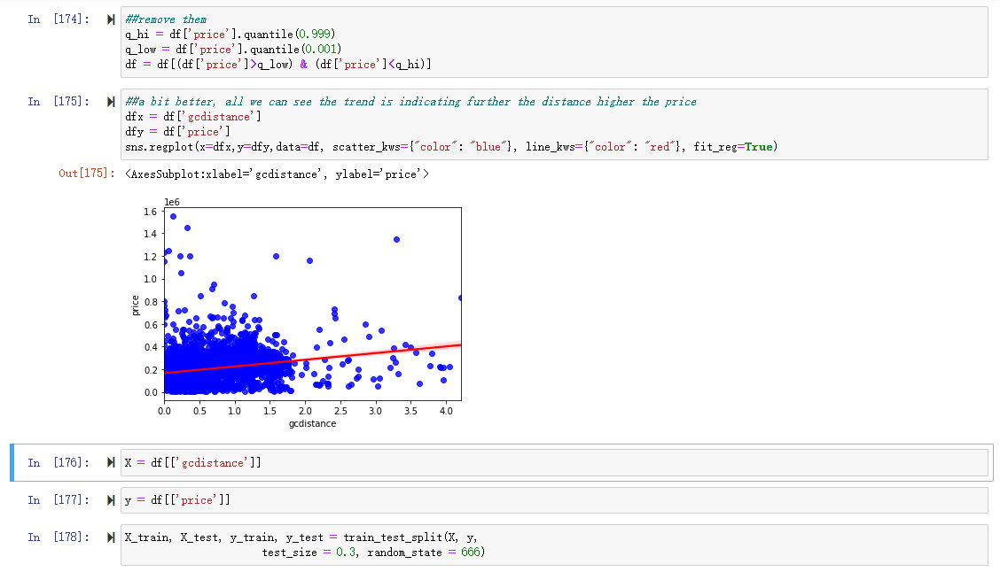 In [174]:
##remove them
q_hi = df['price'].quantile(0.999)
q_low = df['price'].quantile(0.001)
df = df[(df['price']>q_low) & (df['price']<q_hi)]
In [175]:
##a bit better, all we can see the trend is indicating further the distance higher the price
dfx = df['gcdistance']
dfy = df['price']
sns.regplot(x=dfx,y=dfy,data=df, scatter_kws={"color": "blue"}, line_kws={"color": "red"}, fit_reg=True)
Out[175]: <AxesSubplot:xlabel='gcdistance', ylabel='price'>
1e6
1.6
1.4
1.2
1.0
0.8
0.6
0.4
0.2
0.0
price
0.0 0.5 1.0 1.5 2.0 2.5 3.0 3.5 4.0
gcdistance
In [176]: X = df[['gcdistance']]
In [177]: y = df[['price']]
In [178]: X_train, X_test, y_train, y_test = train_test_split(X, y,
test_size = 0.3, random_state = 666)